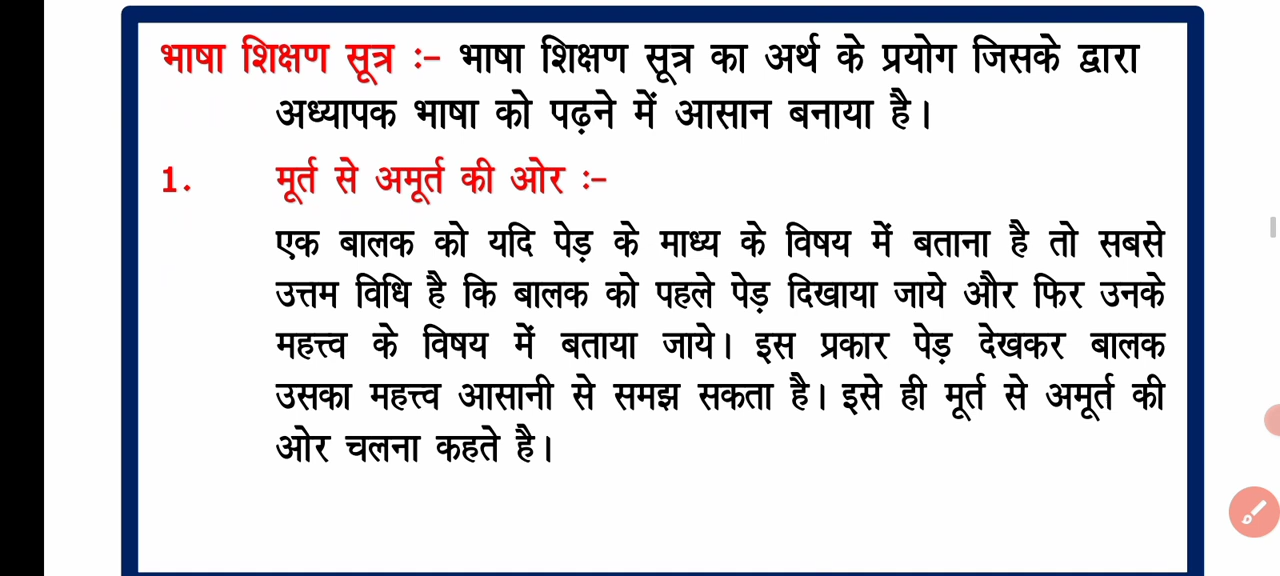 भाषा शिक्षण सूत्र :- भाषा शिक्षण सूत्र का अर्थ के प्रयोग जिसके द्वारा
अध्यापक भाषा को पढ़ने में आसान बनाया है।
1. मूर्त से अमूर्त की ओर :-
एक बालक को यदि पेड़ के माध्य के विषय में बताना है तो सबसे
उत्तम विधि है कि बालक को पहले पेड़ दिखाया जाये और फिर उनके
महत्त्व के विषय में बताया जाये। इस प्रकार पेड़ देखकर बालक
उसका महत्त्व आसानी से समझ सकता है। इसे ही मूर्त से अमूर्त की
ओर चलना कहते है।